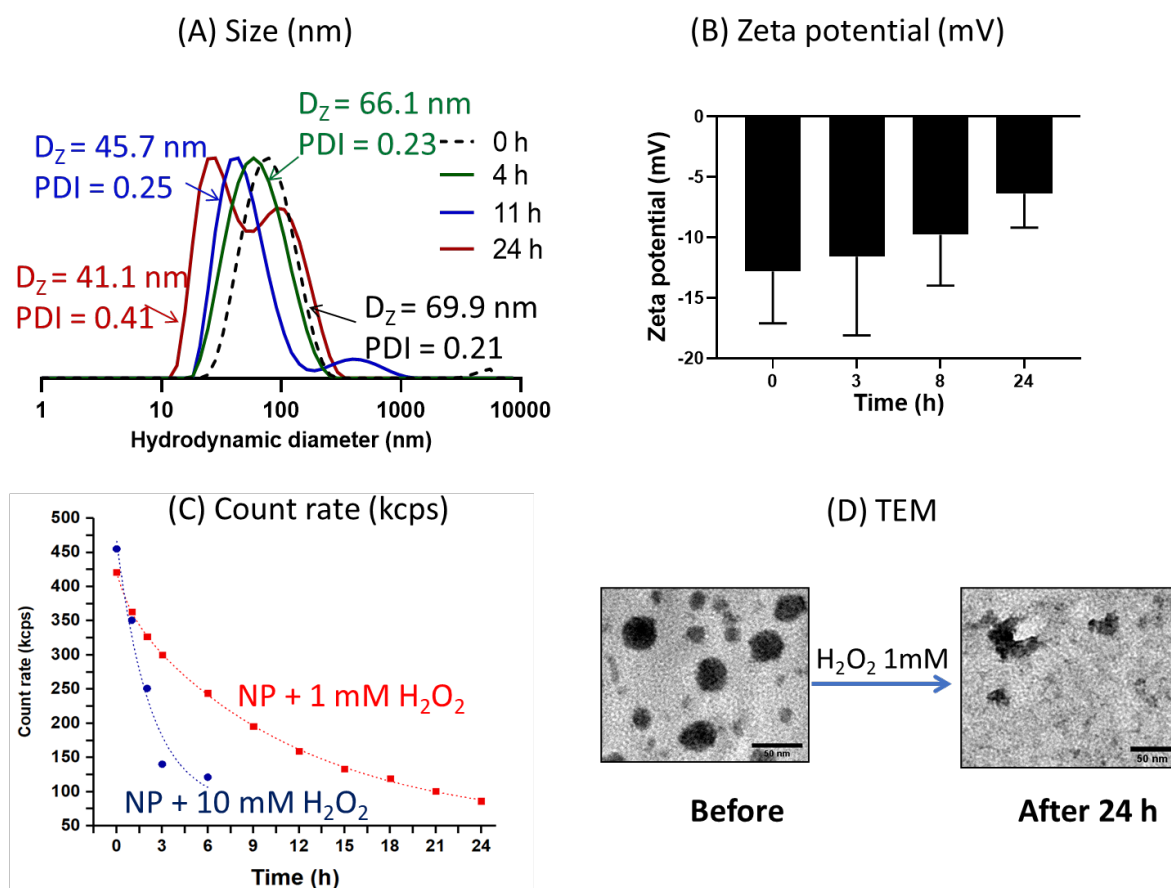 (A) Size (nm)
D_Z = 66.1 nm
PDI = 0.23
D_Z = 45.7 nm
PDI = 0.25
0 h
4 h
11 h
24 h
D_Z = 41.1 nm
PDI = 0.41
D_Z = 69.9 nm
PDI = 0.21
1 10 100 1000 10000
Hydrodynamic diameter (nm)
(B) Zeta potential (mV)
Zeta potential (mV)
0
-5
-10
-15
-20
0 3 8 24
Time (h)
(C) Count rate (kcps)
Count rate (kcps)
500
450
400
350
300
250
200
150
100
50
NP + 1 mM H₂O₂
NP + 10 mM H₂O₂
0 3 6 9 12 15 18 21 24
Time (h)
(D) TEM
H₂O₂ 1mM
50 nm
50 nm
Before
After 24 h